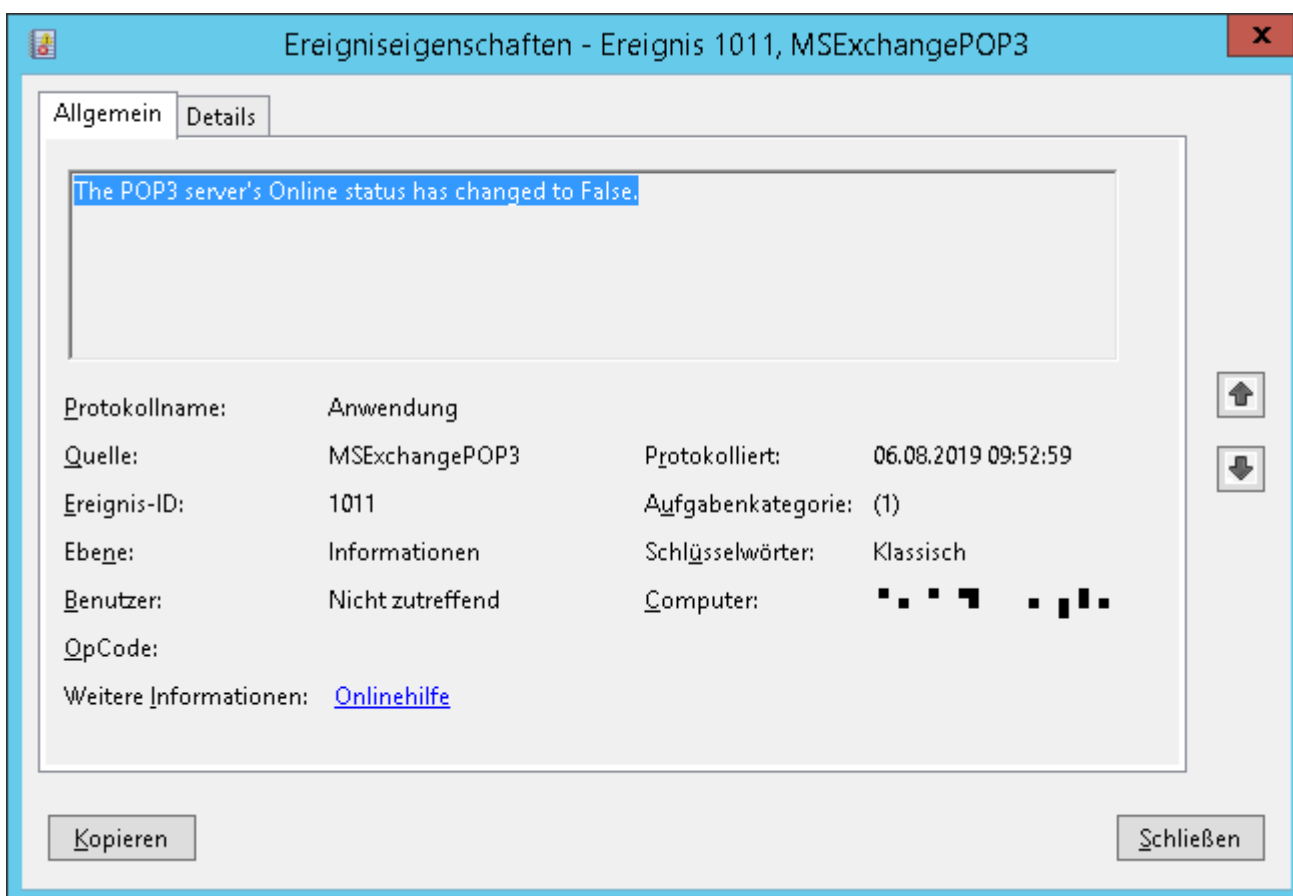 Ereigniseigenschaften - Ereignis 1011, MSExchangePOP3
x
Allgemein Details
The POP3 server's Online status has changed to False.
Protokollname: Anwendung
Quelle: MSExchangePOP3 Protokolliert: 06.08.2019 09:52:59
Ereignis-ID: 1011 Aufgabenkategorie: (1)
Ebene: Informationen Schlüsselwörter: Klassisch
Benutzer: Nicht zutreffend Computer:
OpCode:
Weitere Informationen: Onlinehilfe
Kopieren Schließen